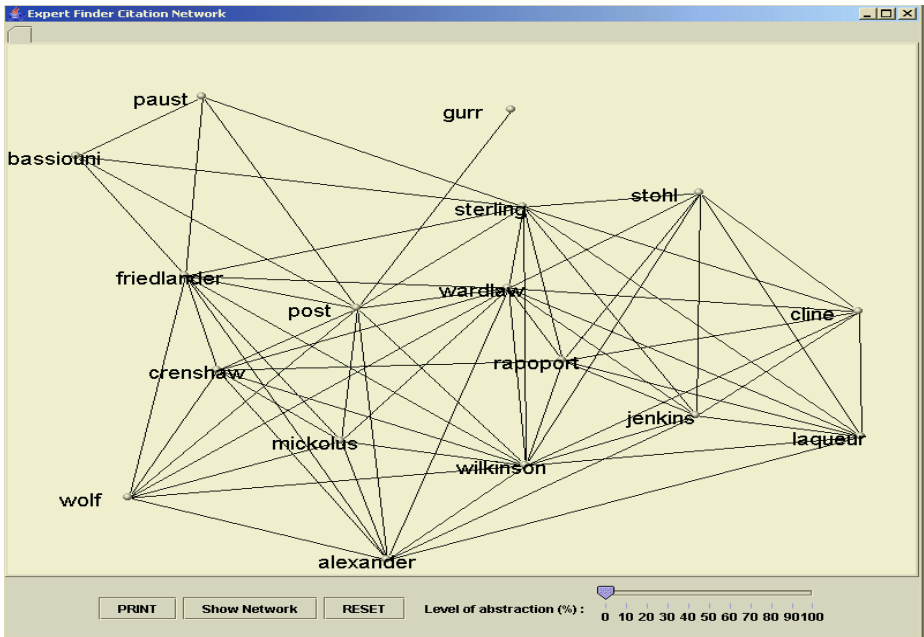 Expert Finder Citation Network
paust
gurr
bassiouni
stohl
sterling
friedlander
wardlaw
post
cline
rapoport
crenshaw
jenkins
mickolus
laqueur
wilkinson
wolf
alexander
PRINT
Show Network
RESET
Level of abstraction (%) :
0 10 20 30 40 50 60 70 80 90100